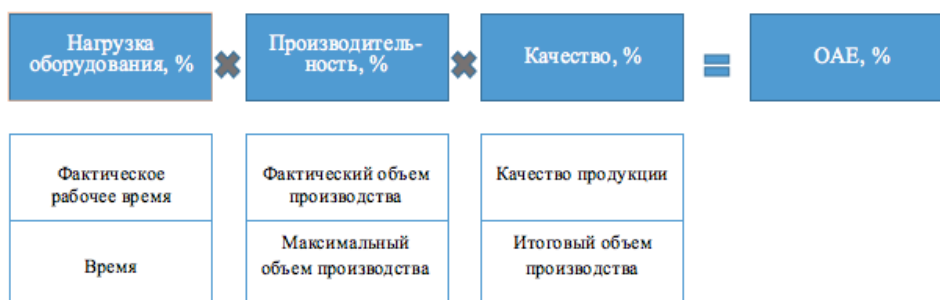 Нагрузка
оборудования, %
Производитель-
ность, %
Качество, %
ОАЕ, %
Фактическое
рабочее время
Фактический объем
производства
Качество продукции
Время
Максимальный
объем производства
Итоговый объем
производства